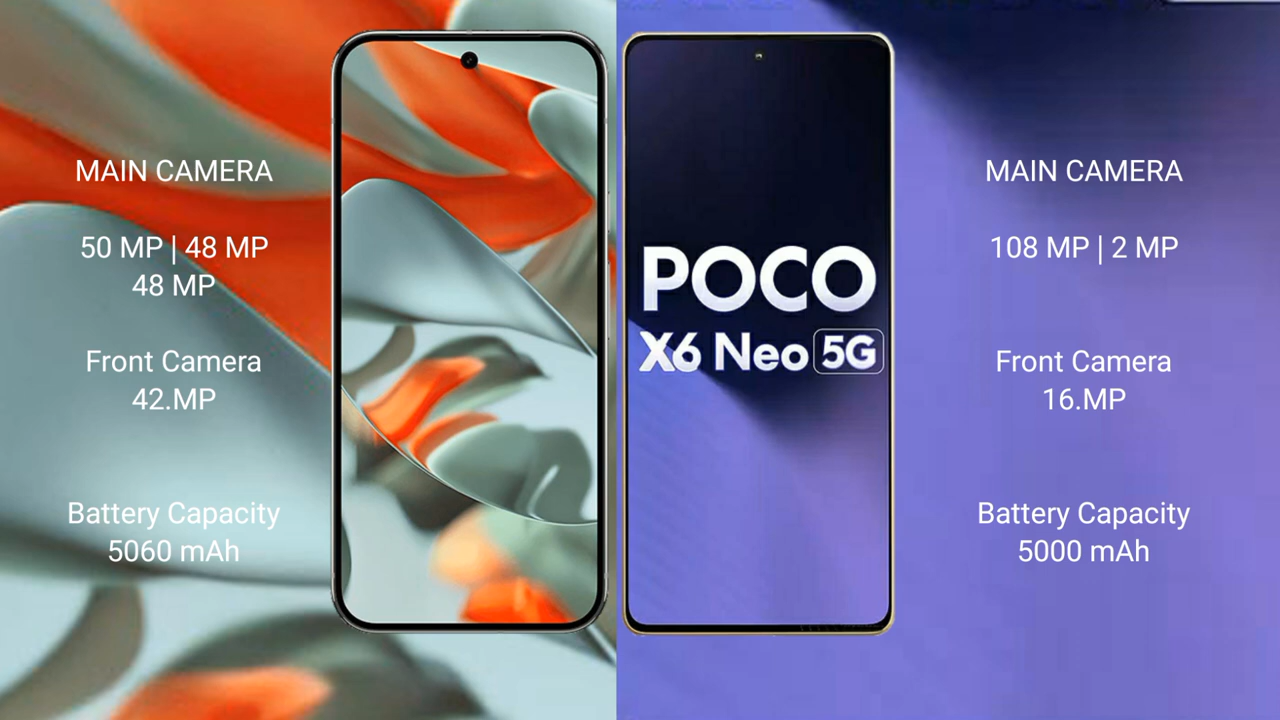 MAIN CAMERA
50 MP | 48 MP
48 MP
Front Camera
42.MP
Battery Capacity
5060 mAh
POCO
X6 Neo 5G
MAIN CAMERA
108 MP | 2 MP
Front Camera
16.MP
Battery Capacity
5000 mAh